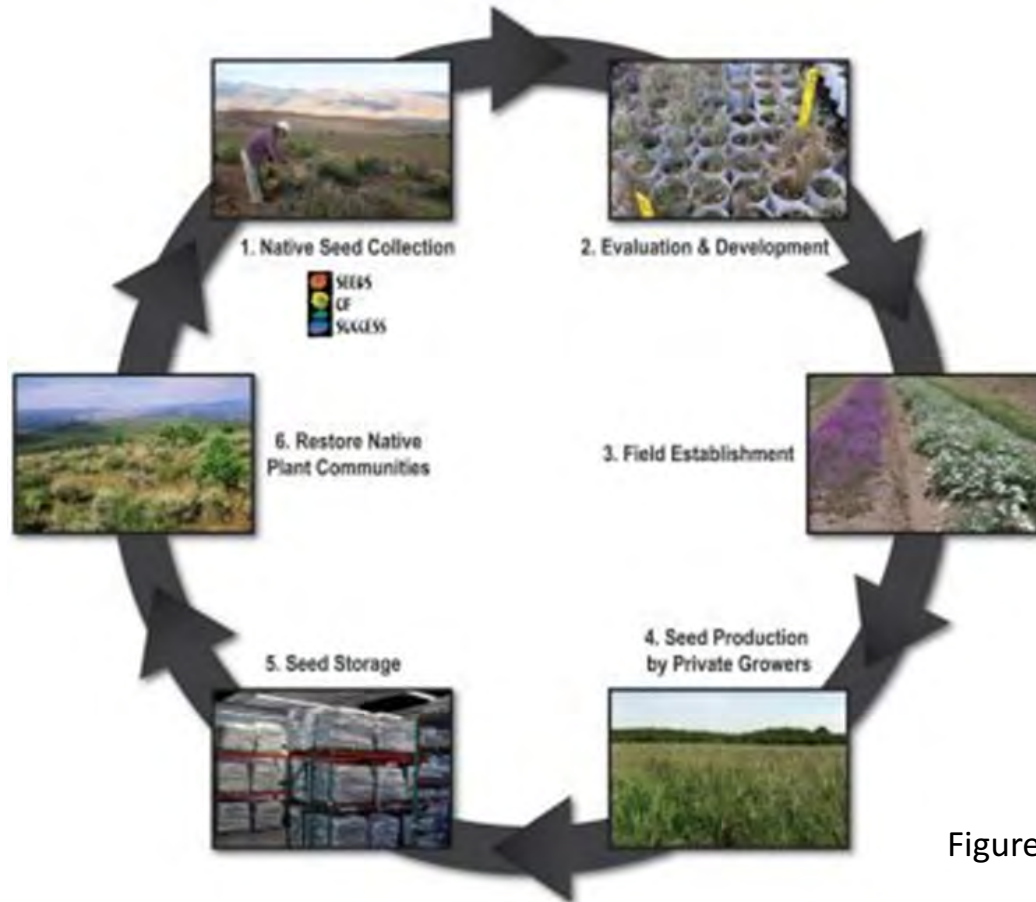 1. Native Seed Collection
SEEDS
OF
SUCCESS
2. Evaluation & Development
3. Field Establishment
4. Seed Production
by Private Growers
5. Seed Storage
6. Restore Native
Plant Communities
Figure